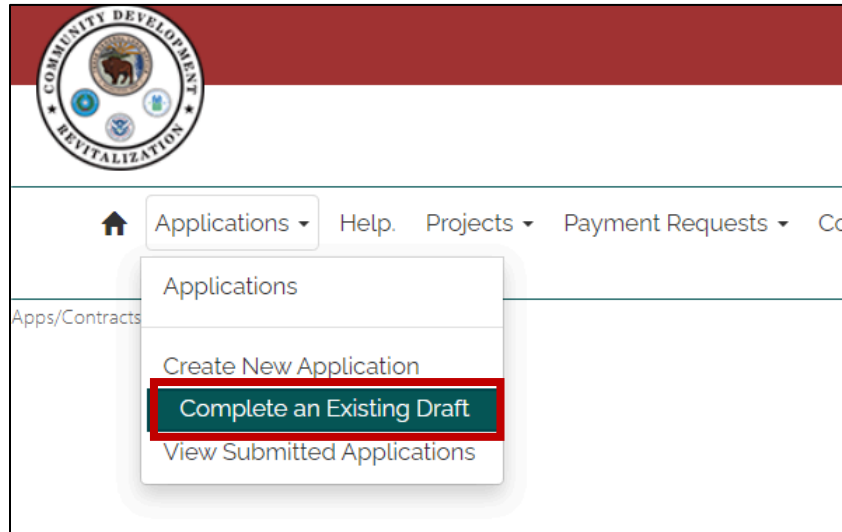 COMMUNITY DEVELOPMENT
REVITALIZATION
Applications Help. Projects Payment Requests Co
Applications
Apps/Contracts
Create New Application
Complete an Existing Draft
View Submitted Applications